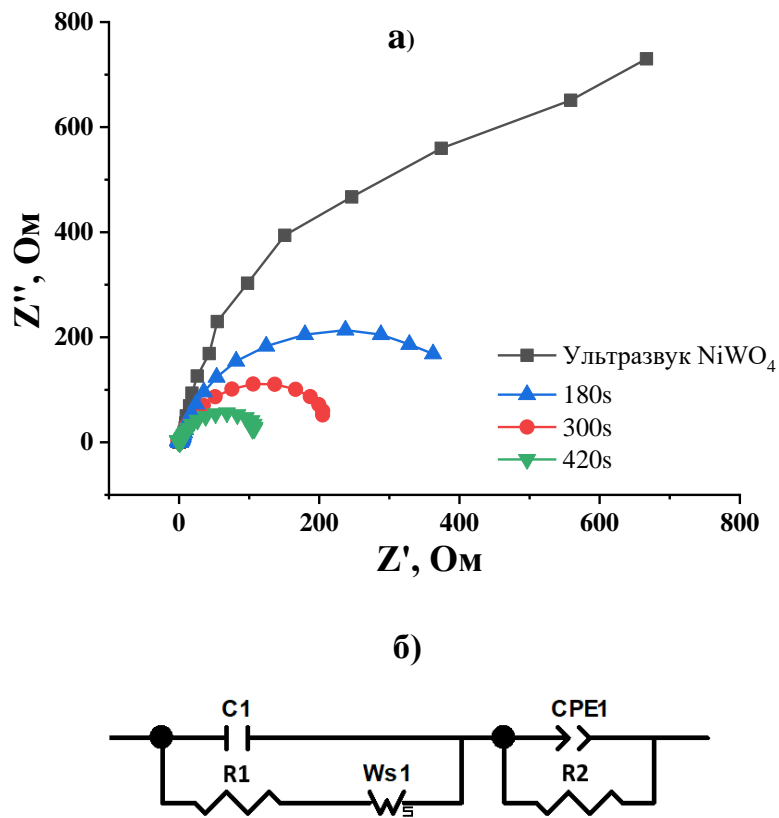 а)
800
600
400
200
0
Z'', Ом
Ультразвук NiWO₄
180s
300s
420s
0 200 400 600 800
Z', Ом
б)
C1 CPE1
R1 Ws1 R2
s